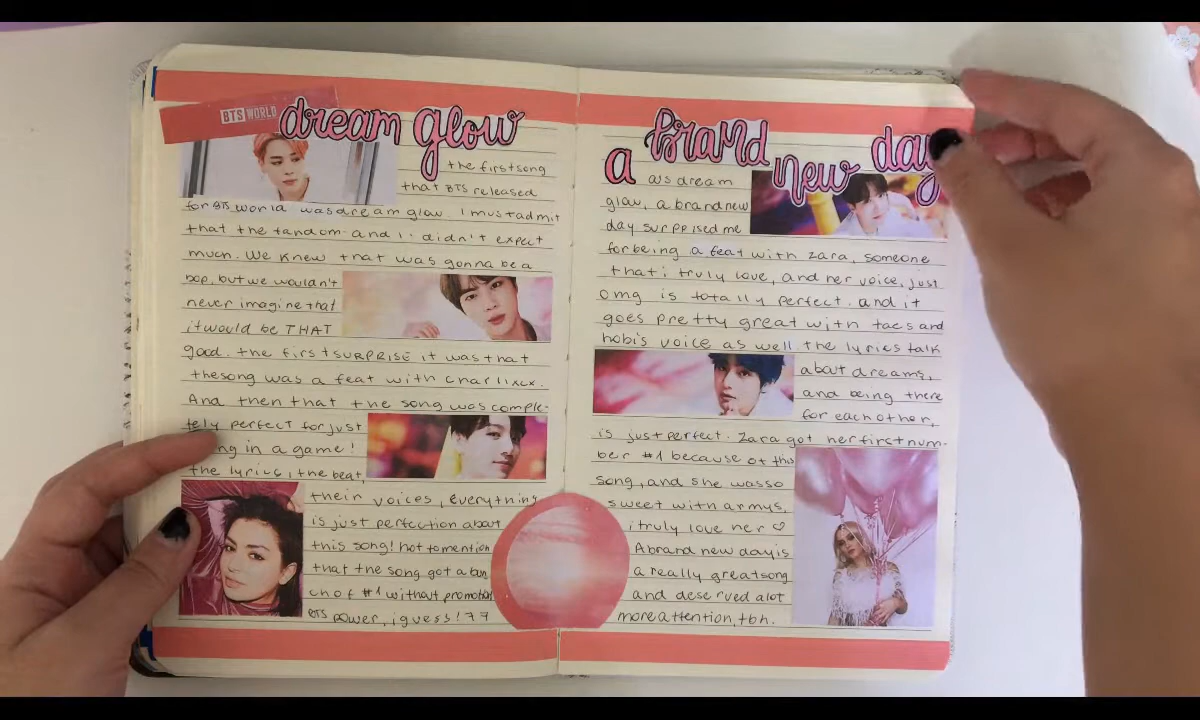 BTS WORLD
dream glow
the first song
that BTS released
for BTS world was dream glow. I must admit
that the fandom and i didn't expect
much. We knew that was gonna be a
bop, but we wouldn't
never imagine that
it would be THAT
good. the first SURPRISE it was that
the song was a feat with charlixcx.
And then that the song was comple-
tely perfect for just
in a game!
the lyrics, the beat,
their voices, everything
is just perfection about
this song! not to mention
that the song got a bun
ch of #1 without promotion
BTS power, i guess! 77
a brand new day
as dream
glow, a brand new
day surprised me
for being a feat with zara, someone
that i truly love, and her voice, just
omg is totally perfect. and it
goes pretty great with taes and
hobi's voice as well the lyrics talk
about dreams,
and being there
for each other,
is just perfect. Zara got her first num-
ber #1 because of this
song, and she was so
sweet with armys,
i truly love her ♡
A brand new day is
a really great song
and deserved a lot
more attention, tbh.